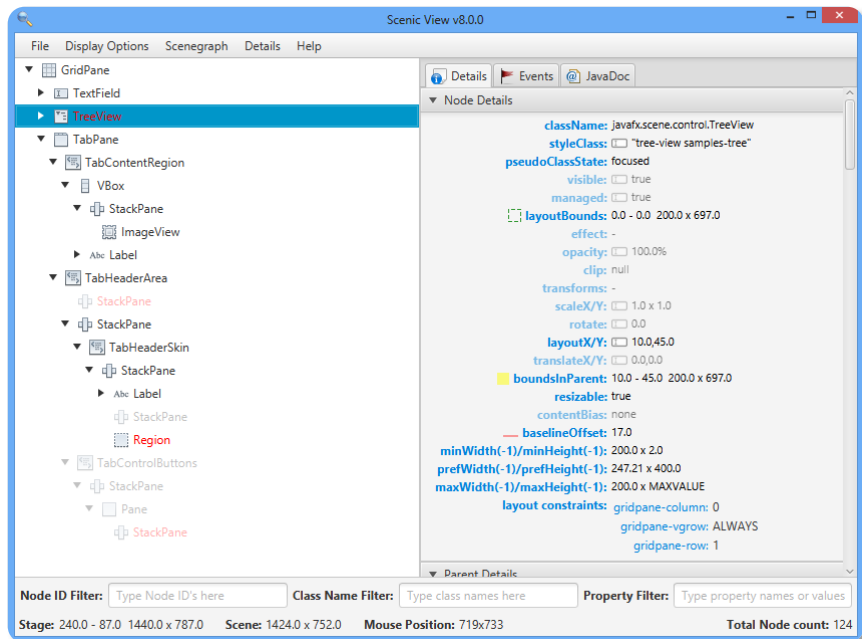 Scenic View v8.0.0
File Display Options Scenegraph Details Help
GridPane
TextField
TreeView
TabPane
TabContentRegion
VBox
StackPane
ImageView
Abc Label
TabHeaderArea
StackPane
StackPane
TabHeaderSkin
StackPane
Abc Label
StackPane
Region
TabControlButtons
StackPane
Pane
StackPane
Details Events JavaDoc
Node Details
className: javafx.scene.control.TreeView
styleClass: "tree-view samples-tree"
pseudoClassState: focused
visible: true
managed: true
layoutBounds: 0.0 - 0.0 200.0 x 697.0
effect: -
opacity: 100.0%
clip: null
transforms: -
scaleX/Y: 1.0 x 1.0
rotate: 0.0
layoutX/Y: 10.0,45.0
translateX/Y: 0.0,0.0
boundsInParent: 10.0 - 45.0 200.0 x 697.0
resizable: true
contentBias: none
baselineOffset: 17.0
minWidth(-1)/minHeight(-1): 200.0 x 2.0
prefWidth(-1)/prefHeight(-1): 247.21 x 400.0
maxWidth(-1)/maxHeight(-1): 200.0 x MAXVALUE
layout constraints: gridpane-column: 0
gridpane-vgrow: ALWAYS
gridpane-row: 1
Parent Details
Node ID Filter: Type Node ID's here Class Name Filter: Type class names here Property Filter: Type property names or values
Stage: 240.0 - 87.0 1440.0 x 787.0 Scene: 1424.0 x 752.0 Mouse Position: 719x733 Total Node count: 124